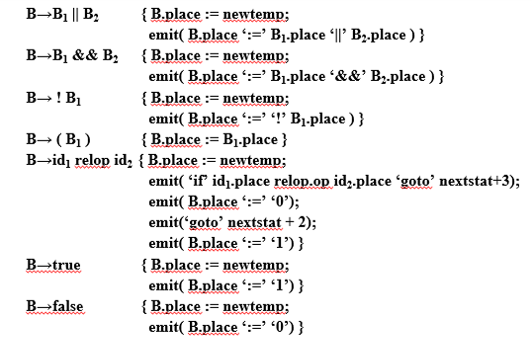 B→B₁ || B₂ { B.place := newtemp;
emit( B.place ‘:=’ B₁.place ‘||’ B₂.place ) }
B→B₁ && B₂ { B.place := newtemp;
emit( B.place ‘:=’ B₁.place ‘&&’ B₂.place ) }
B→ ! B₁ { B.place := newtemp;
emit( B.place ‘:=’ ‘!’ B₁.place ) }
B→ ( B₁ ) { B.place := B₁.place }
B→id₁ relop id₂ { B.place := newtemp;
emit( ‘if’ id₁.place relop.op id₂.place ‘goto’ nextstat+3);
emit( B.place ‘:=’ ‘0’);
emit(‘goto’ nextstat + 2);
emit( B.place ‘:=’ ‘1’) }
B→true { B.place := newtemp;
emit( B.place ‘:=’ ‘1’) }
B→false { B.place := newtemp;
emit( B.place ‘:=’ ‘0’) }